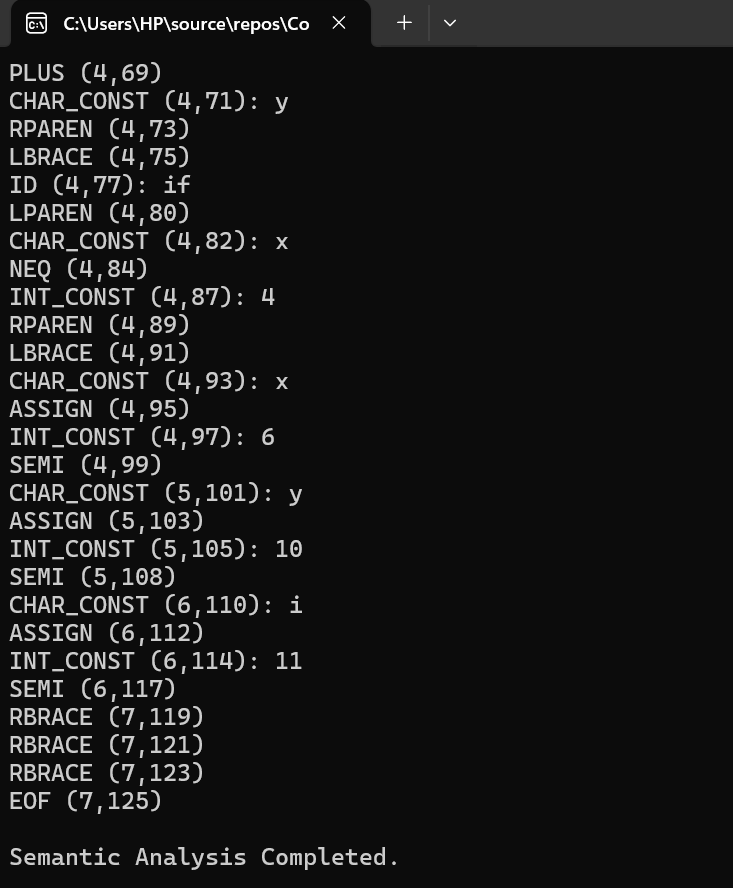 C:\Users\HP\source\repos\Co
PLUS (4,69)
CHAR_CONST (4,71): y
RPAREN (4,73)
LBRACE (4,75)
ID (4,77): if
LPAREN (4,80)
CHAR_CONST (4,82): x
NEQ (4,84)
INT_CONST (4,87): 4
RPAREN (4,89)
LBRACE (4,91)
CHAR_CONST (4,93): x
ASSIGN (4,95)
INT_CONST (4,97): 6
SEMI (4,99)
CHAR_CONST (5,101): y
ASSIGN (5,103)
INT_CONST (5,105): 10
SEMI (5,108)
CHAR_CONST (6,110): i
ASSIGN (6,112)
INT_CONST (6,114): 11
SEMI (6,117)
RBRACE (7,119)
RBRACE (7,121)
RBRACE (7,123)
EOF (7,125)
Semantic Analysis Completed.